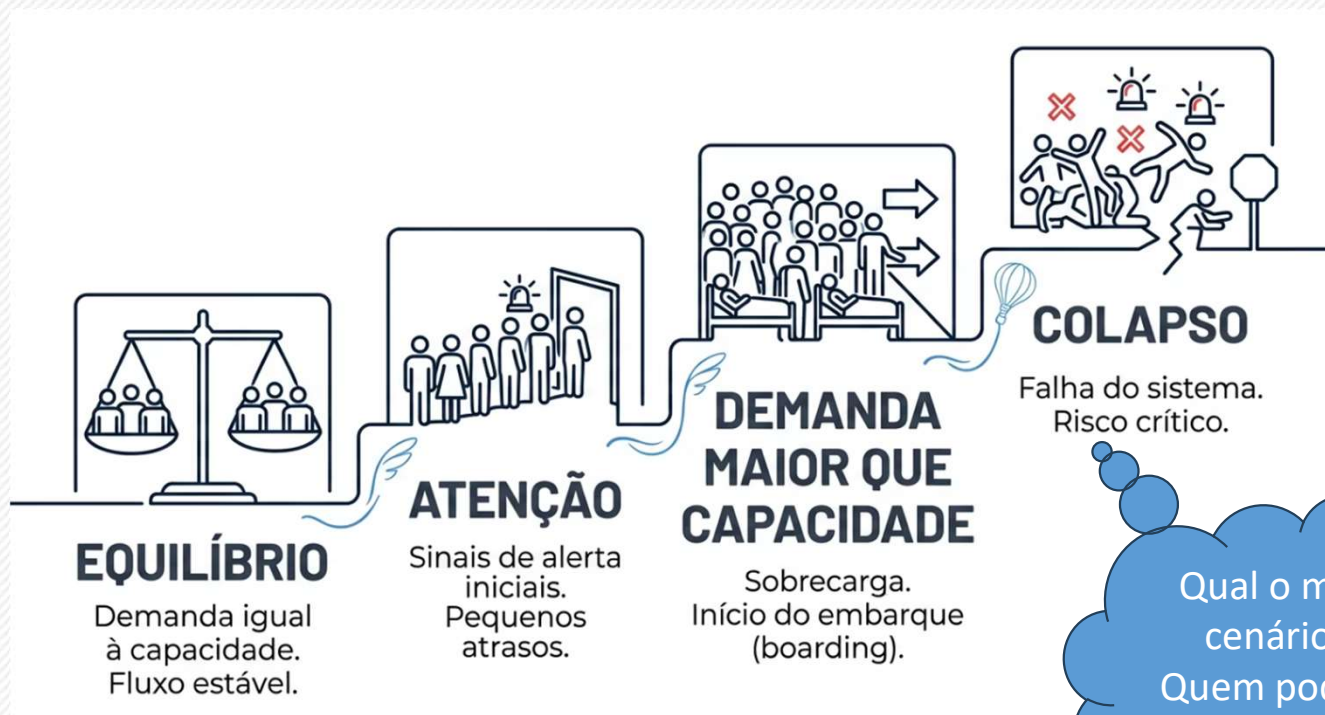 EQUILÍBRIO
Demanda igual
à capacidade.
Fluxo estável.
ATENÇÃO
Sinais de alerta
iniciais.
Pequenos
atrasos.
DEMANDA
MAIOR QUE
CAPACIDADE
Sobrecarga.
Início do embarque
(boarding).
COLAPSO
Falha do sistema.
Risco crítico.
Qual o
cenário
Quem